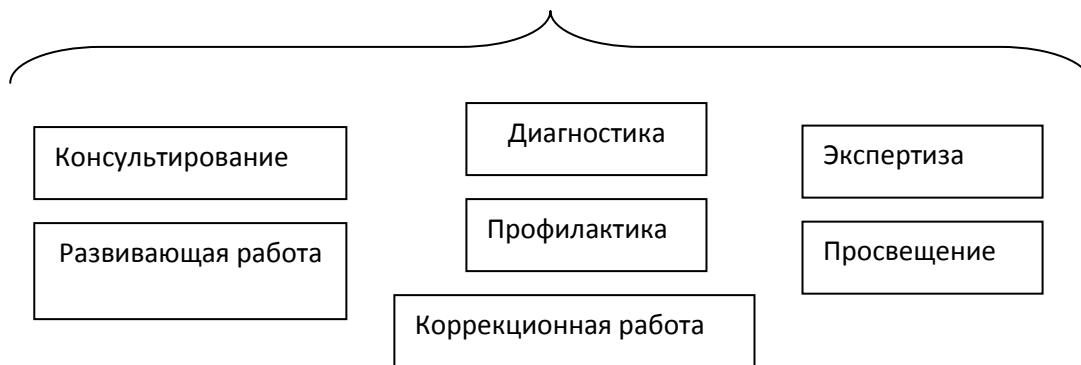 Диагностика
Консультирование
Экспертиза
Профилактика
Развивающая работа
Просвещение
Коррекционная работа